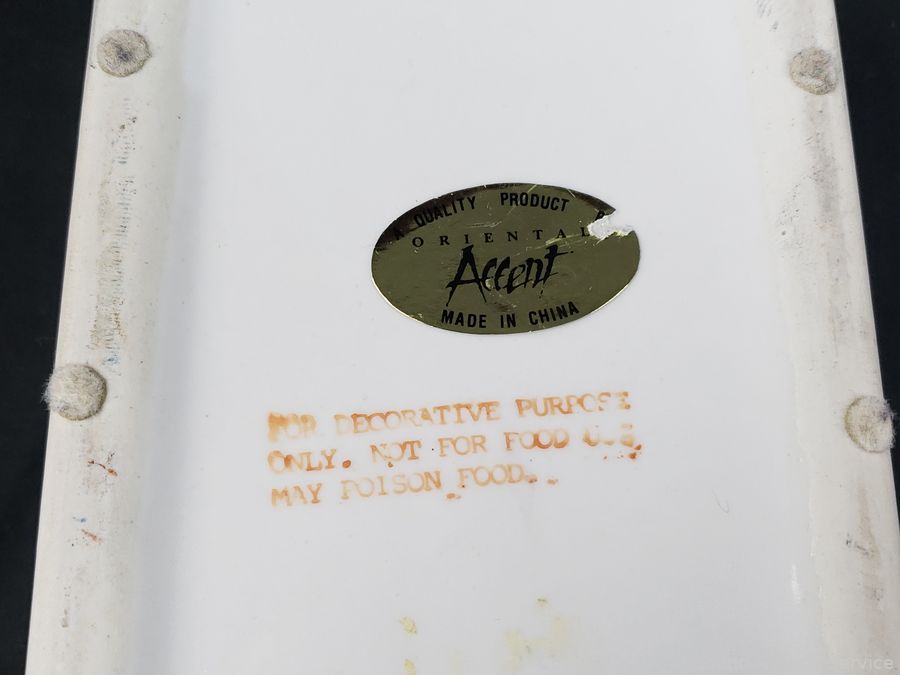 A QUALITY PRODUCT
ORIENTAL
Accent
MADE IN CHINA
FOR DECORATIVE PURPOSE
ONLY. NOT FOR FOOD
MAY POISON FOOD.